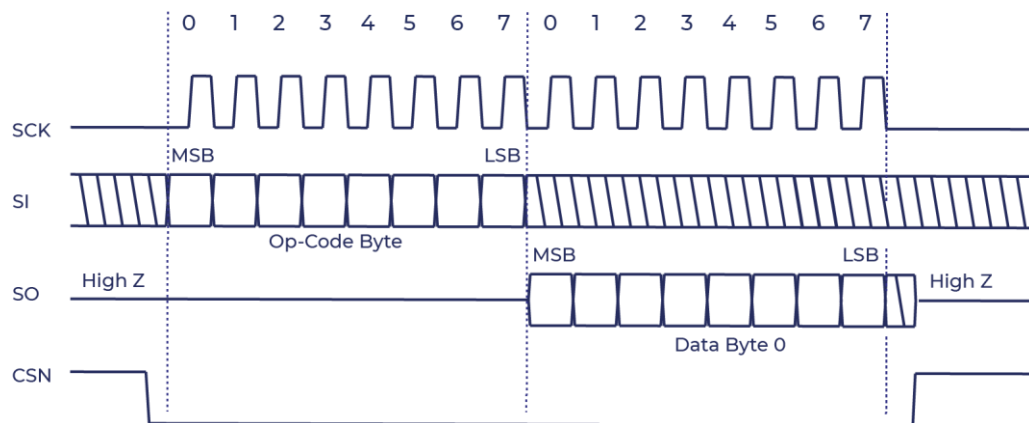 0 1 2 3 4 5 6 7 0 1 2 3 4 5 6 7
SCK
MSB LSB
SI
Op-Code Byte
MSB LSB
High Z High Z
SO
Data Byte 0
CSN